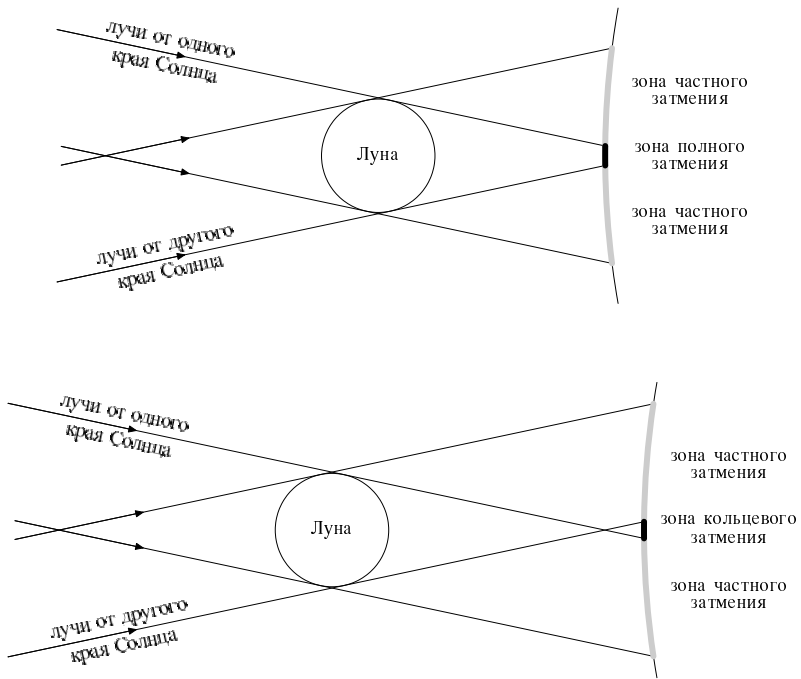 лучи от одного
края Солнца
зона частного
затмения
Луна
зона полного
затмения
зона частного
затмения
лучи от другого
края Солнца
лучи от одного
края Солнца
зона частного
затмения
Луна
зона кольцевого
затмения
зона частного
затмения
лучи от другого
края Солнца